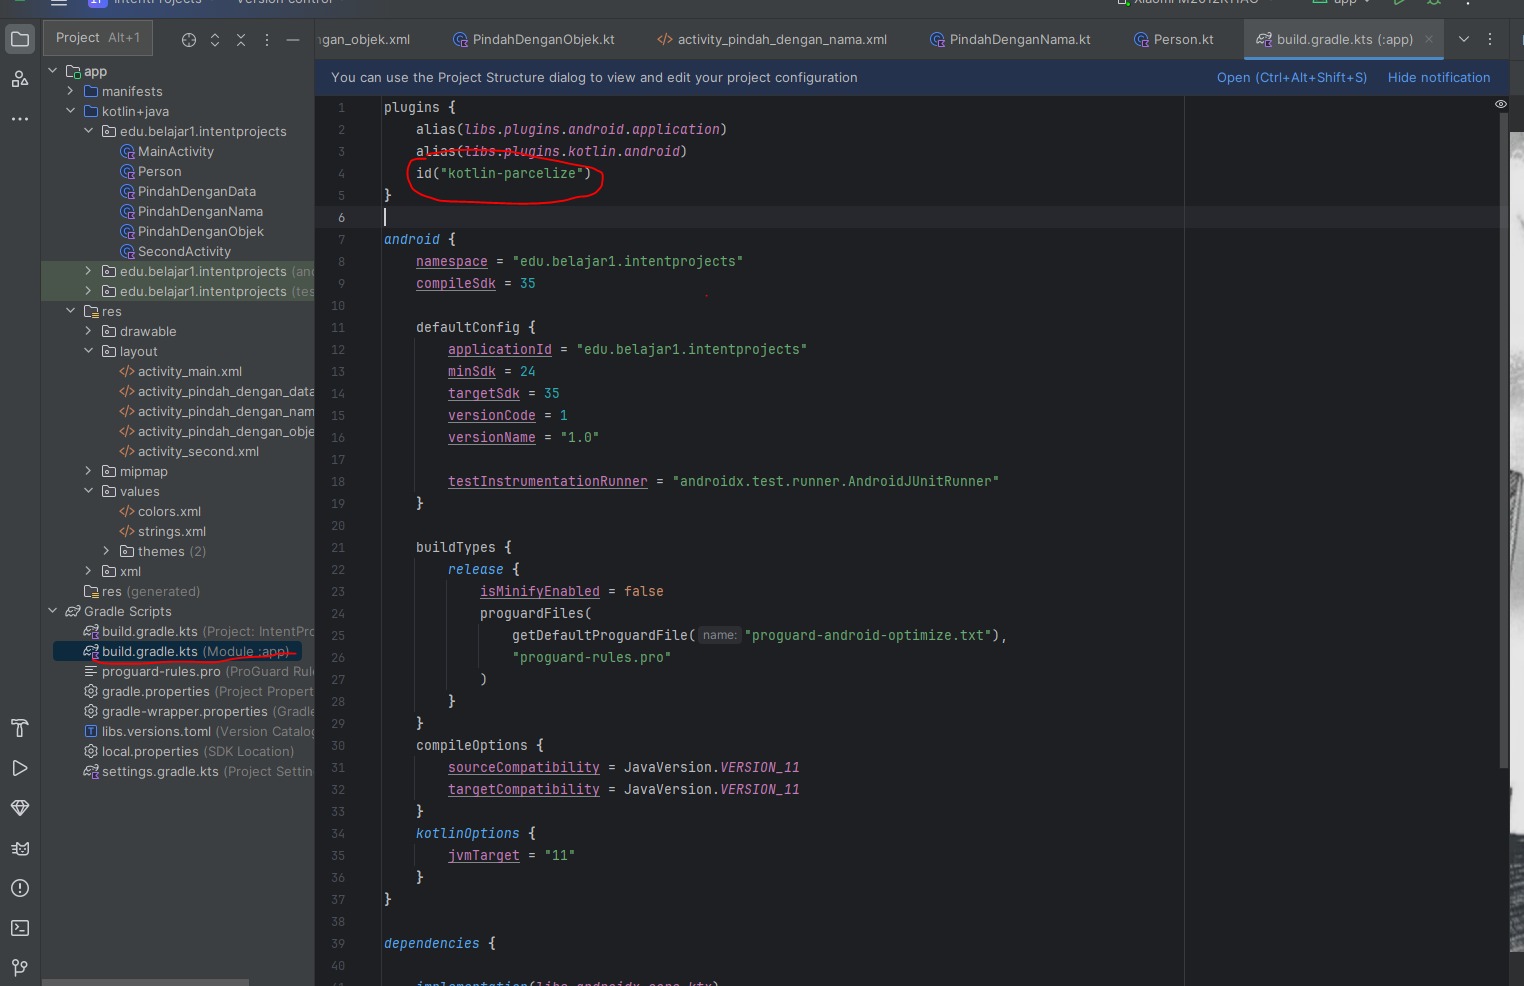 IntentProjects
Version control
app
Project Alt+1
ngan_objek.xml
PindahDenganObjek.kt
activity_pindah_dengan_nama.xml
PindahDenganNama.kt
Person.kt
build.gradle.kts (:app)
You can use the Project Structure dialog to view and edit your project configuration
Open (Ctrl+Alt+Shift+S)
Hide notification
app
manifests
kotlin+java
edu.belajar1.intentprojects
MainActivity
Person
PindahDenganData
PindahDenganNama
PindahDenganObjek
SecondActivity
edu.belajar1.intentprojects (and
edu.belajar1.intentprojects (tes
res
drawable
layout
activity_main.xml
activity_pindah_dengan_data
activity_pindah_dengan_nam
activity_pindah_dengan_obje
activity_second.xml
mipmap
values
colors.xml
strings.xml
themes (2)
xml
res (generated)
Gradle Scripts
build.gradle.kts (Project: IntentPro
build.gradle.kts (Module :app)
proguard-rules.pro (ProGuard Rule
gradle.properties (Project Propert
gradle-wrapper.properties (Gradle
libs.versions.toml (Version Catalog
local.properties (SDK Location)
settings.gradle.kts (Project Settin
1 plugins {
2 alias(libs.plugins.android.application)
3 alias(libs.plugins.kotlin.android)
4 id("kotlin-parcelize")
5 }
6
7 android {
8 namespace = "edu.belajar1.intentprojects"
9 compileSdk = 35
10
11 defaultConfig {
12 applicationId = "edu.belajar1.intentprojects"
13 minSdk = 24
14 targetSdk = 35
15 versionCode = 1
16 versionName = "1.0"
17
18 testInstrumentationRunner = "androidx.test.runner.AndroidJUnitRunner"
19 }
20
21 buildTypes {
22 release {
23 isMinifyEnabled = false
24 proguardFiles(
25 getDefaultProguardFile( name: "proguard-android-optimize.txt"),
26 "proguard-rules.pro"
27 )
28 }
29 }
30 compileOptions {
31 sourceCompatibility = JavaVersion.VERSION_11
32 targetCompatibility = JavaVersion.VERSION_11
33 }
34 kotlinOptions {
35 jvmTarget = "11"
36 }
37 }
38
39 dependencies {
40
implementation(libs.androidx.core.ktx)